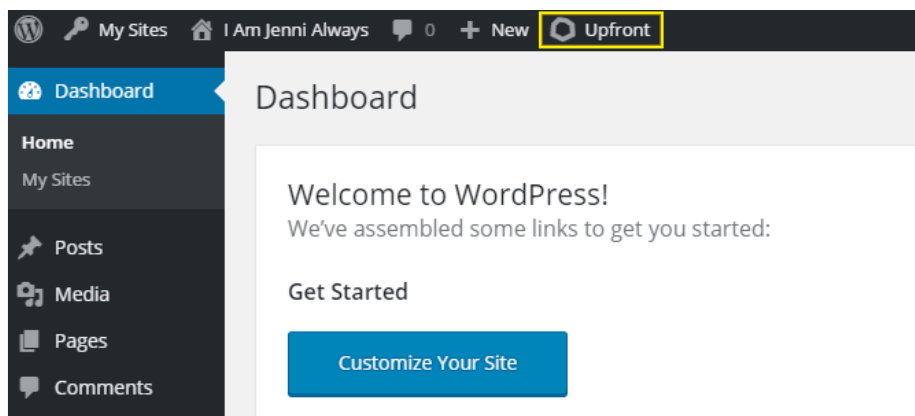 My Sites I Am Jenni Always 0 New Upfront
Dashboard
Home
My Sites
Posts
Media
Pages
Comments
Dashboard
Welcome to WordPress!
We've assembled some links to get you started:
Get Started
Customize Your Site